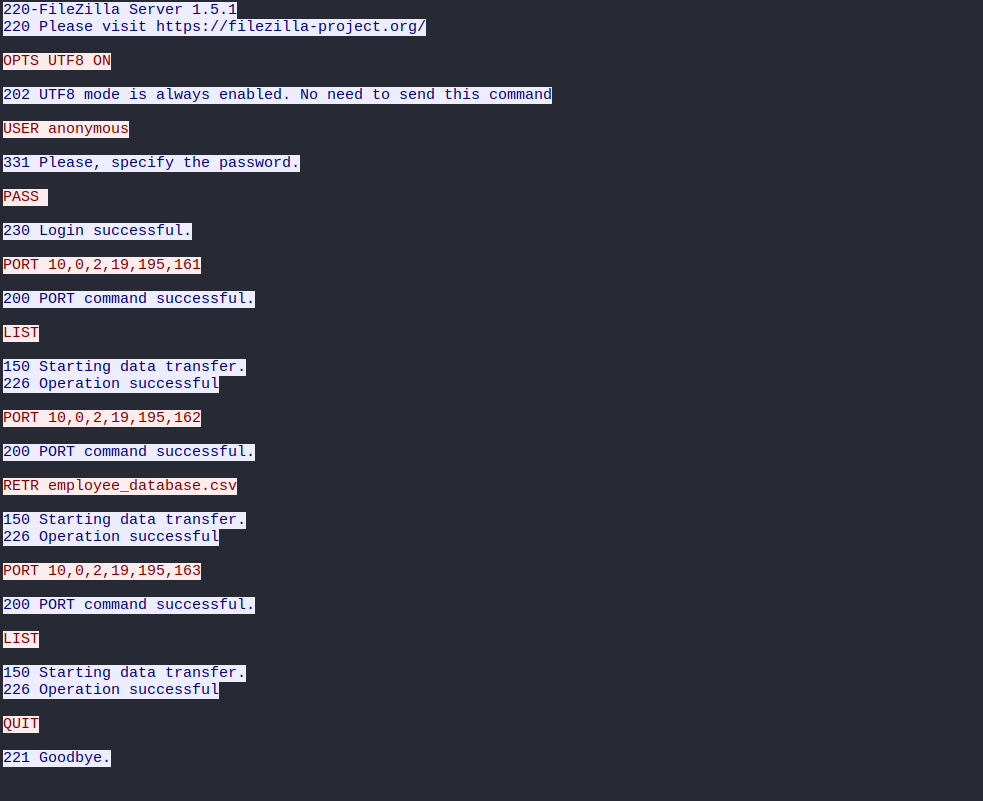 220-FileZilla Server 1.5.1
220 Please visit https://filezilla-project.org/
OPTS UTF8 ON
202 UTF8 mode is always enabled. No need to send this command
USER anonymous
331 Please, specify the password.
PASS
230 Login successful.
PORT 10,0,2,19,195,161
200 PORT command successful.
LIST
150 Starting data transfer.
226 Operation successful
PORT 10,0,2,19,195,162
200 PORT command successful.
RETR employee_database.csv
150 Starting data transfer.
226 Operation successful
PORT 10,0,2,19,195,163
200 PORT command successful.
LIST
150 Starting data transfer.
226 Operation successful
QUIT
221 Goodbye.